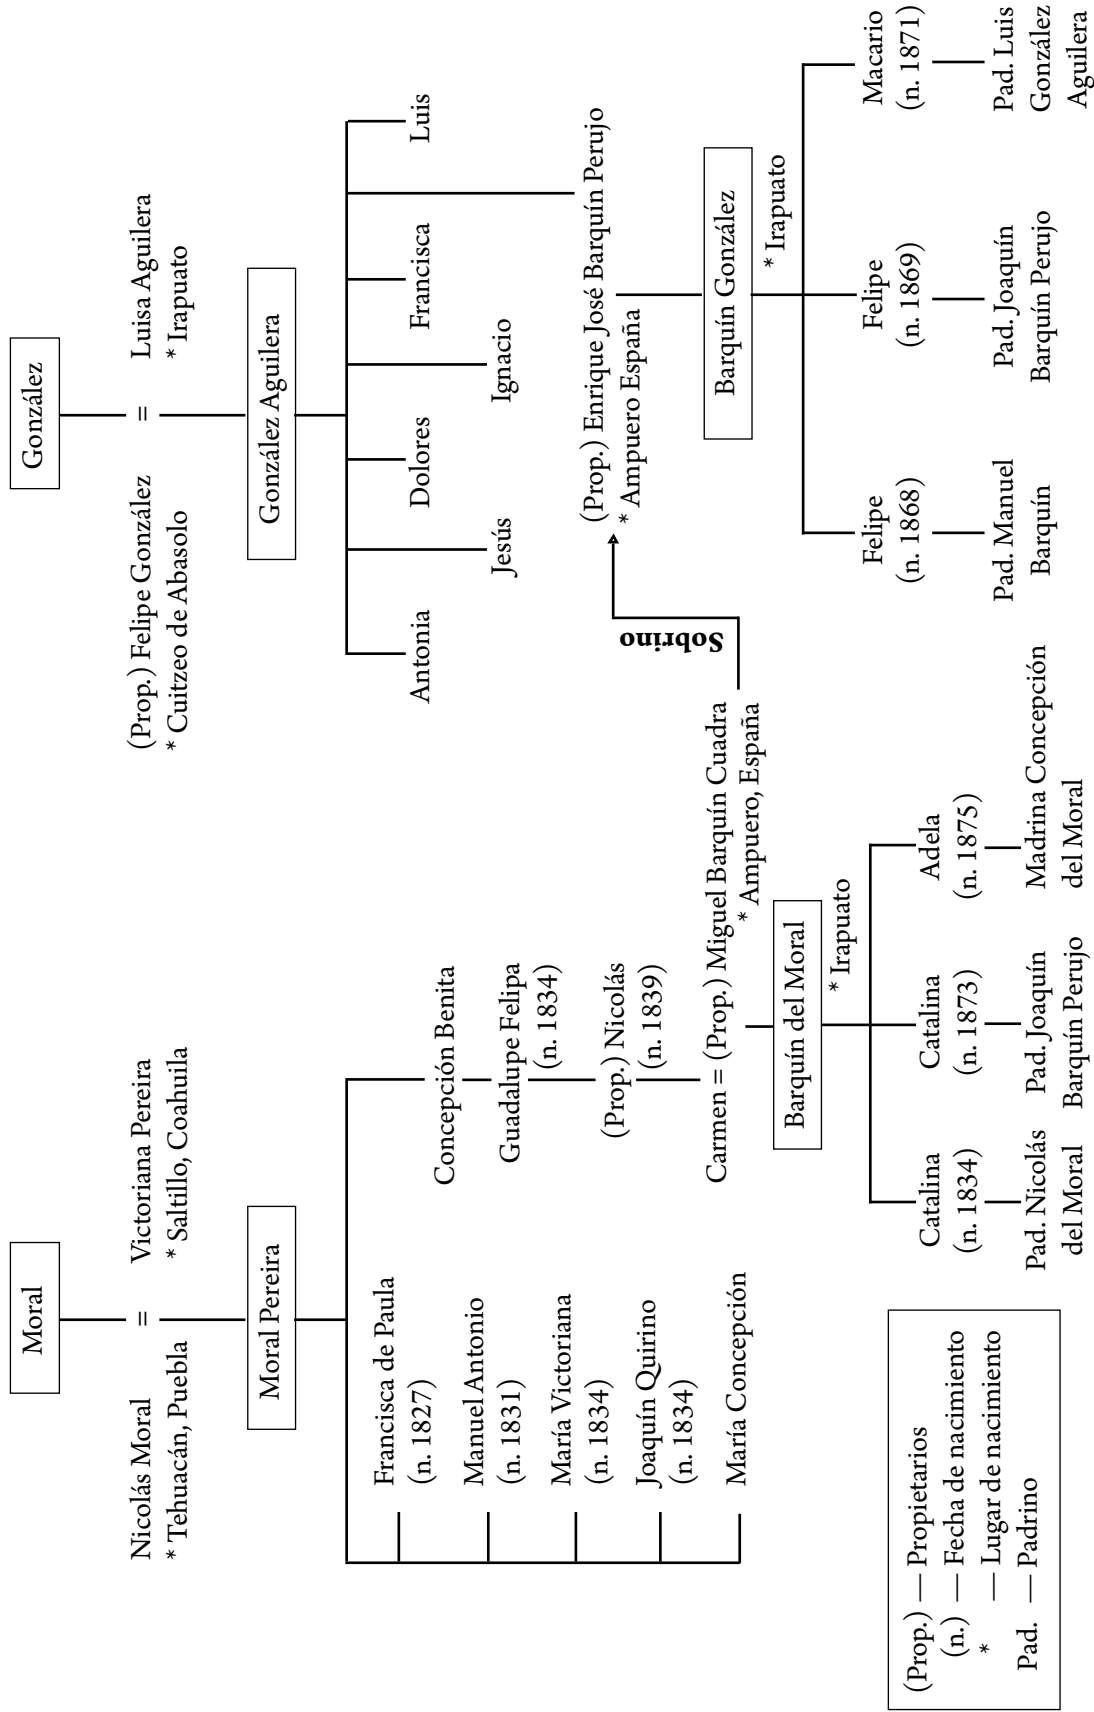 Moral
Nicolás Moral
* Tehuacán, Puebla
=
Victoriana Pereira
* Saltillo, Coahuila
Moral Pereira
Francisca de Paula
(n. 1827)
Manuel Antonio
(n. 1831)
María Victoriana
(n. 1834)
Joaquín Quirino
(n. 1834)
María Concepción
Concepción Benita
Guadalupe Felipa
(n. 1834)
(Prop.) Nicolás
(n. 1839)
Carmen = (Prop.) Miguel Barquín Cuadra
* Ampuero, España
Sobrino
Barquín del Moral
* Irapuato
Catalina
(n. 1834)
Pad. Nicolás
del Moral
Catalina
(n. 1873)
Pad. Joaquín
Barquín Perujo
Adela
(n. 1875)
Madrina Concepción
del Moral
González
(Prop.) Felipe González
* Cuitzeo de Abasolo
=
Luisa Aguilera
* Irapuato
González Aguilera
Antonia
Jesús
Dolores
Ignacio
Francisca
Luis
(Prop.) Enrique José Barquín Perujo
* Ampuero España
Barquín González
* Irapuato
Felipe
(n. 1868)
Pad. Manuel
Barquín
Felipe
(n. 1869)
Pad. Joaquín
Barquín Perujo
Macario
(n. 1871)
Pad. Luis
González
Aguilera
(Prop.) — Propietarios
(n.) — Fecha de nacimiento
* — Lugar de nacimiento
Pad. — Padrino